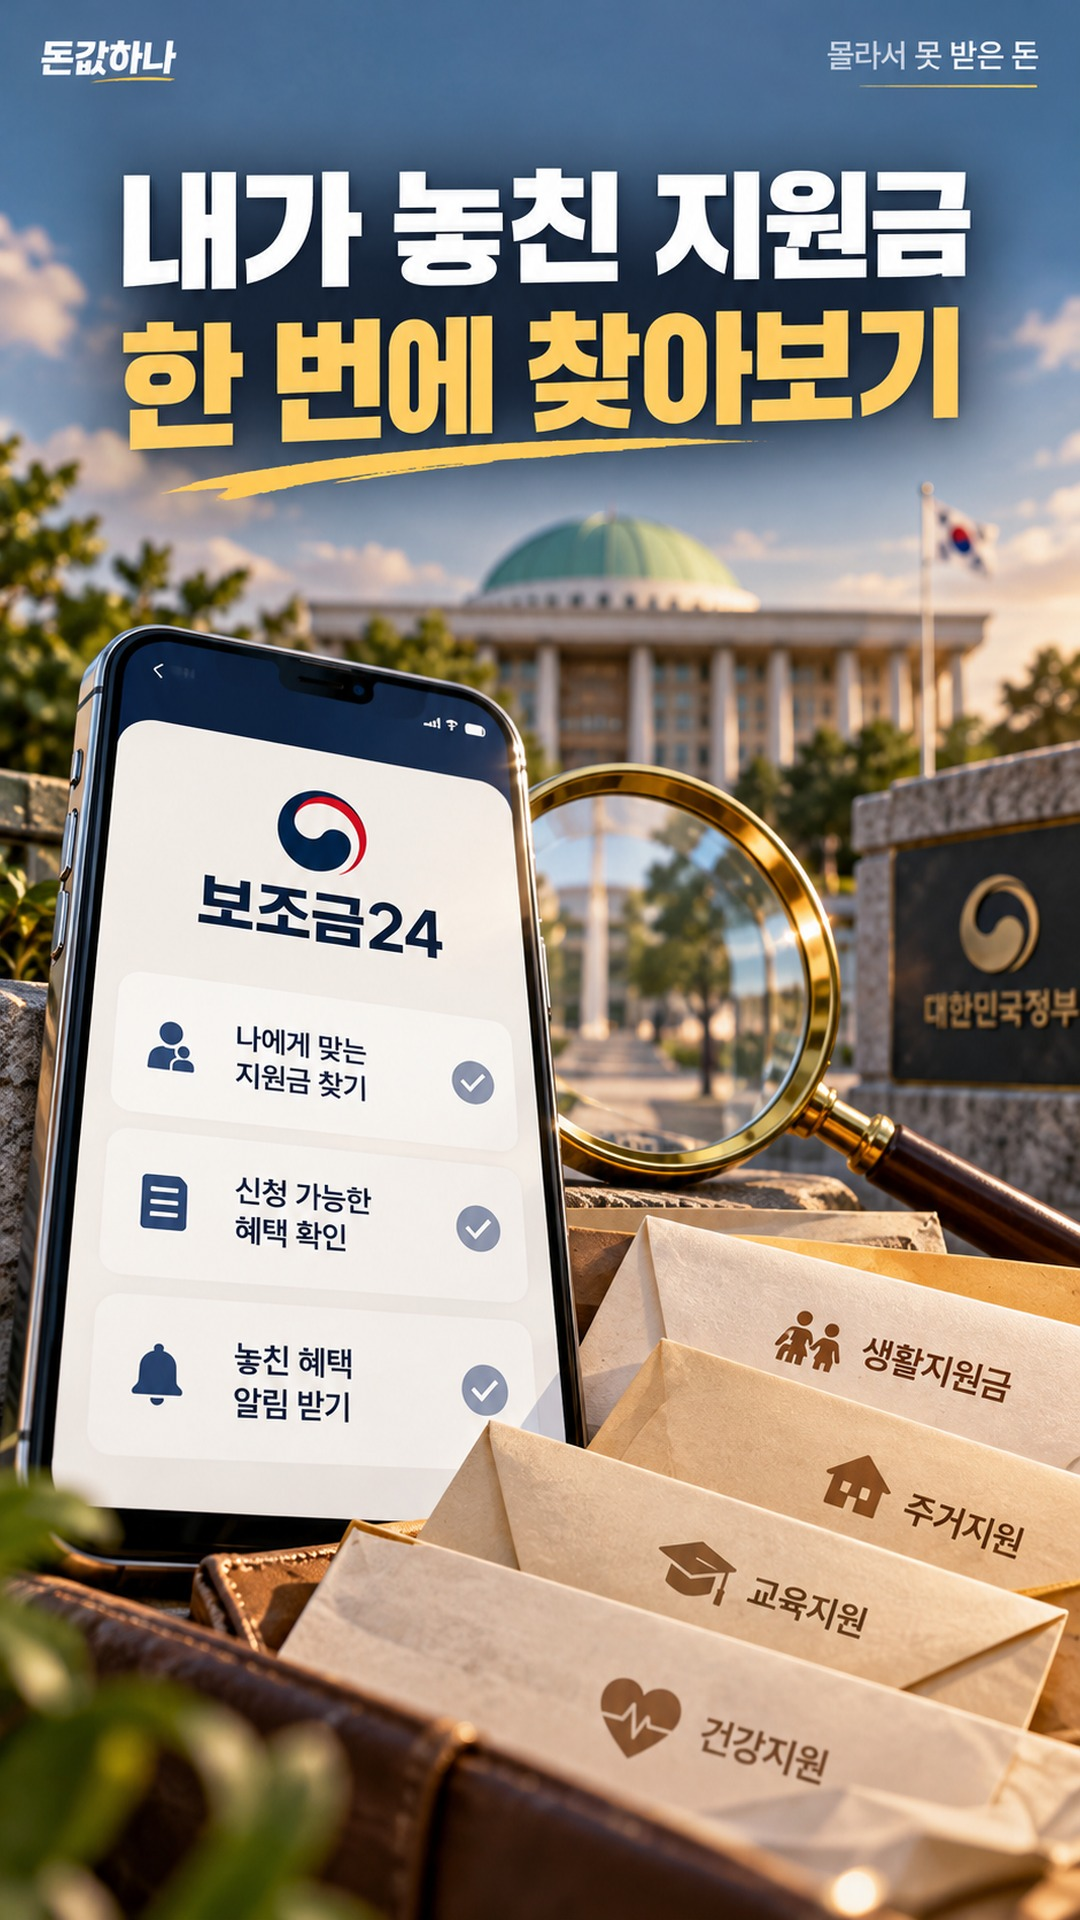 돈값하나
몰라서 못 받은 돈
내가 놓친 지원금
한 번에 찾아보기
보조금24
나에게 맞는
지원금 찾기
신청 가능한
혜택 확인
놓친 혜택
알림 받기
대한민국정부
생활지원금
주거지원
교육지원
건강지원